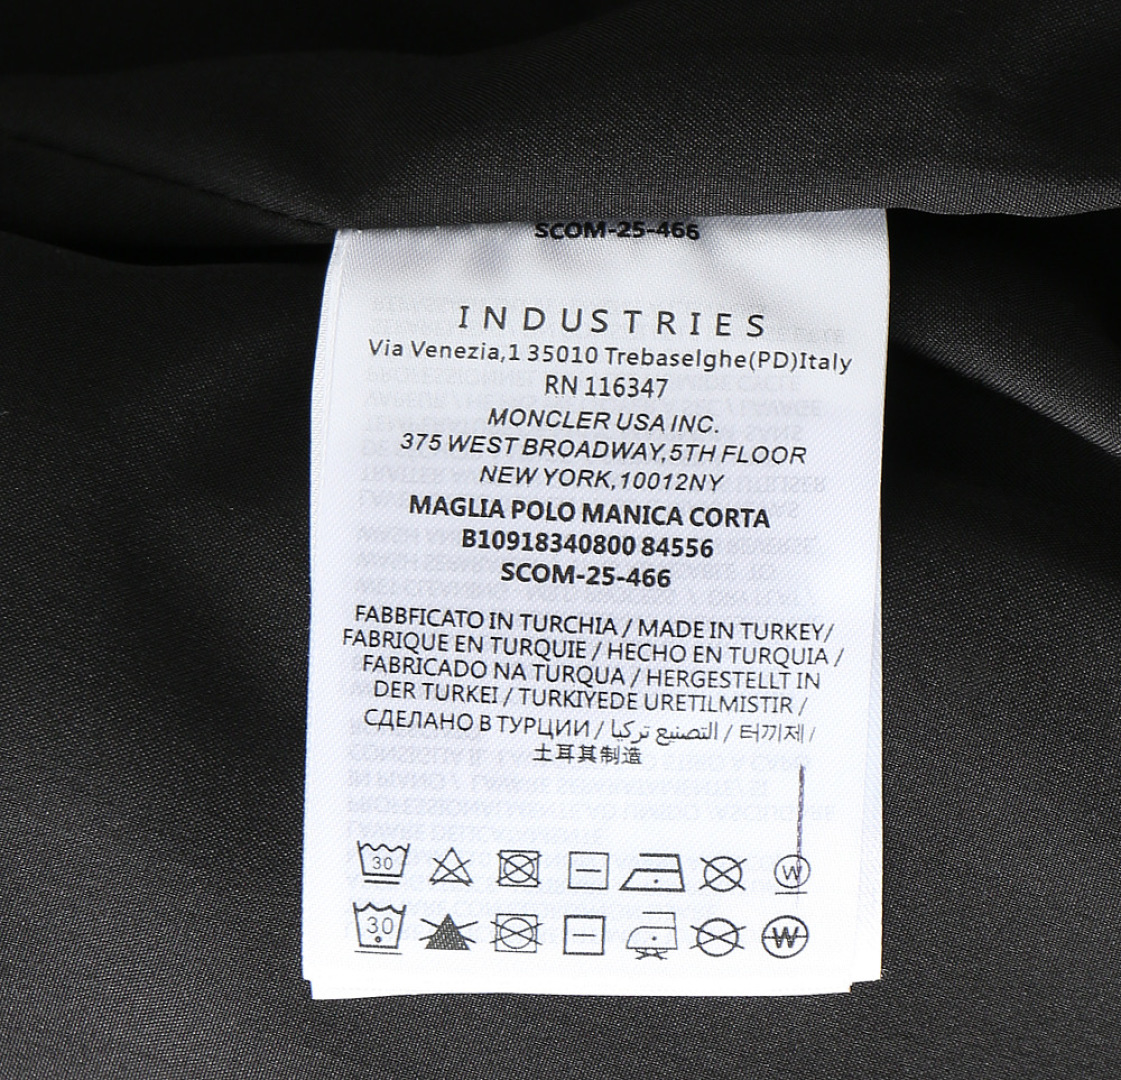 SCOM-25-466
INDUSTRIES
Via Venezia,1 35010 Trebaselghe(PD)Italy
RN 116347
MONCLER USA INC.
375 WEST BROADWAY,5TH FLOOR
NEW YORK,10012NY
MAGLIA POLO MANICA CORTA
B10918340800 84556
SCOM-25-466
FABBFICATO IN TURCHIA / MADE IN TURKEY/
FABRIQUE EN TURQUIE / HECHO EN TURQUIA /
FABRICADO NA TURQUA / HERGESTELLT IN
DER TURKEI / TURKIYEDE URETILMISTIR /
СДЕЛАНО В ТУРЦИИ / التصنيع تركيا / 터끼제/
土耳其制造
30 W
30 W